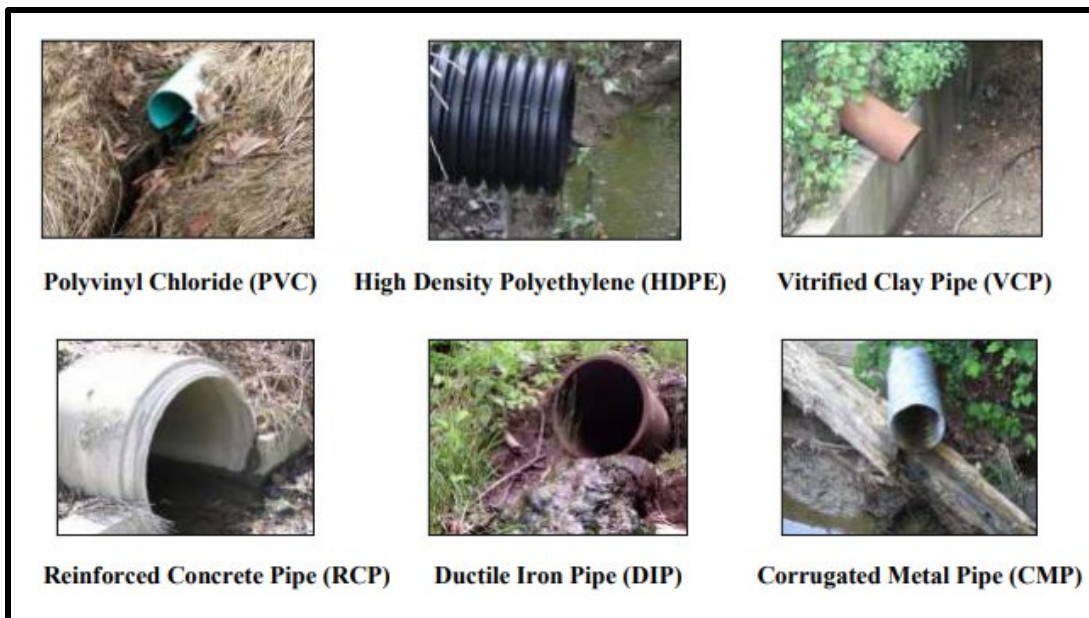 Polyvinyl Chloride (PVC)
High Density Polyethylene (HDPE)
Vitrified Clay Pipe (VCP)
Reinforced Concrete Pipe (RCP)
Ductile Iron Pipe (DIP)
Corrugated Metal Pipe (CMP)